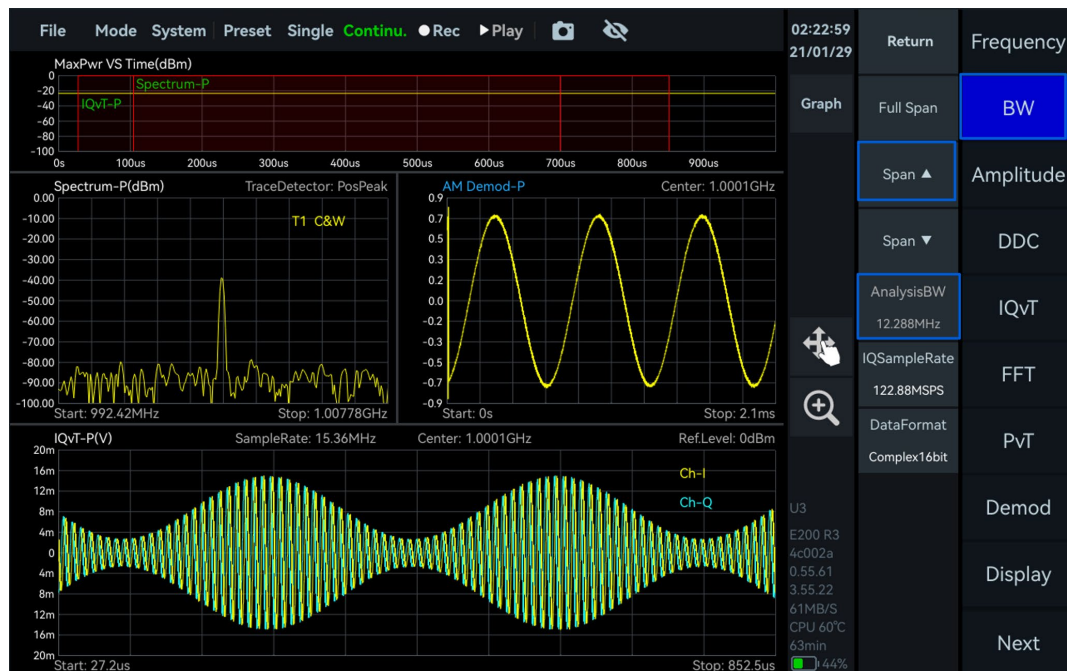 File Mode System Preset Single Continu. Rec Play
02:22:59
21/01/29
MaxPwr VS Time(dBm)
Spectrum-P
IQvT-P
0
-20
-40
-60
-80
-100
0s 100us 200us 300us 400us 500us 600us 700us 800us 900us
Spectrum-P(dBm) TraceDetector: PosPeak
T1 C&W
0.00
-10.00
-20.00
-30.00
-40.00
-50.00
-60.00
-70.00
-80.00
-90.00
-100.00
Start: 992.42MHz Stop: 1.00778GHz
AM Demod-P Center: 1.0001GHz
0.9
0.7
0.5
0.3
0.2
0.0
-0.2
-0.3
-0.5
-0.7
-0.9
Start: 0s Stop: 2.1ms
IQvT-P(V) SampleRate: 15.36MHz Center: 1.0001GHz Ref.Level: 0dBm
Ch-I
Ch-Q
20m
16m
12m
8m
4m
0
4m
8m
12m
16m
20m
Start: 27.2us Stop: 852.5us
Graph
U3
E200 R3
4c002a
0.55.61
3.55.22
61MB/S
CPU 60℃
63min
44%
Return
Full Span
Span ▲
Span ▼
AnalysisBW
12.288MHz
IQSampleRate
122.88MSPS
DataFormat
Complex16bit
Frequency
BW
Amplitude
DDC
IQvT
FFT
PvT
Demod
Display
Next